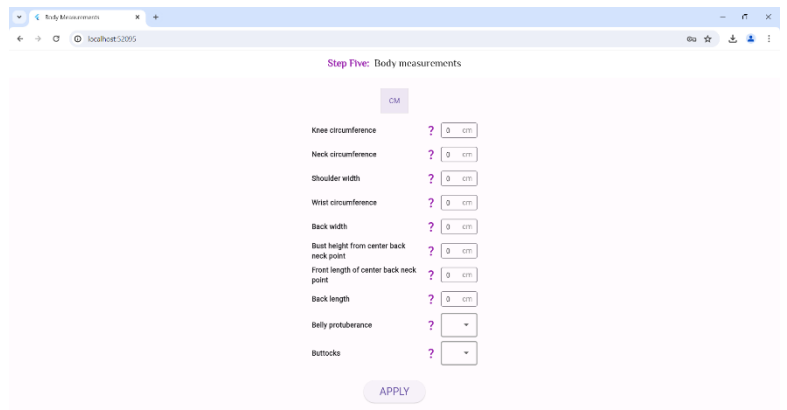 Body Measurements
localhost:52095
Step Five: Body measurements
CM
Knee circumference ? 0 cm
Neck circumference ? 0 cm
Shoulder width ? 0 cm
Wrist circumference ? 0 cm
Back width ? 0 cm
Bust height from center back
neck point ? 0 cm
Front length of center back neck
point ? 0 cm
Back length ? 0 cm
Belly protuberance ?
Buttocks ?
APPLY